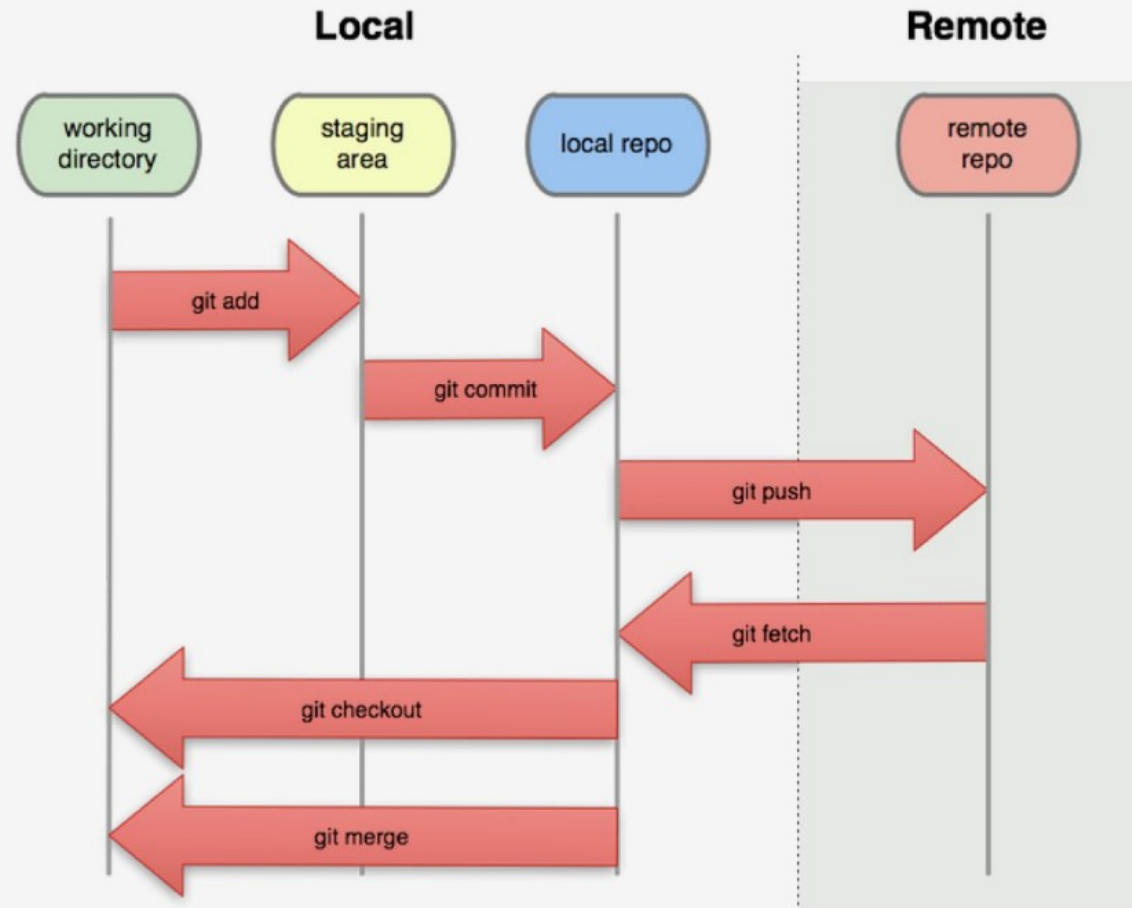 Local
Remote
working
directory
staging
area
local repo
remote
repo
git add
git commit
git push
git fetch
git checkout
git merge